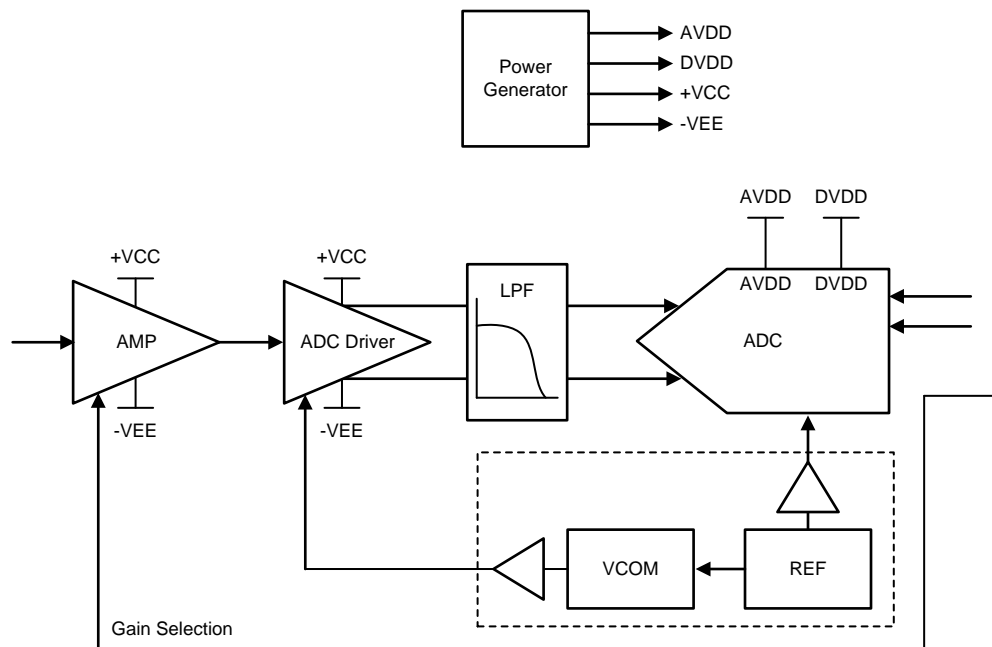 Power
Generator
AVDD
DVDD
+VCC
-VEE
AVDD DVDD
+VCC
+VCC
LPF
AVDD DVDD
AMP
ADC Driver
ADC
-VEE
-VEE
VCOM
REF
Gain Selection